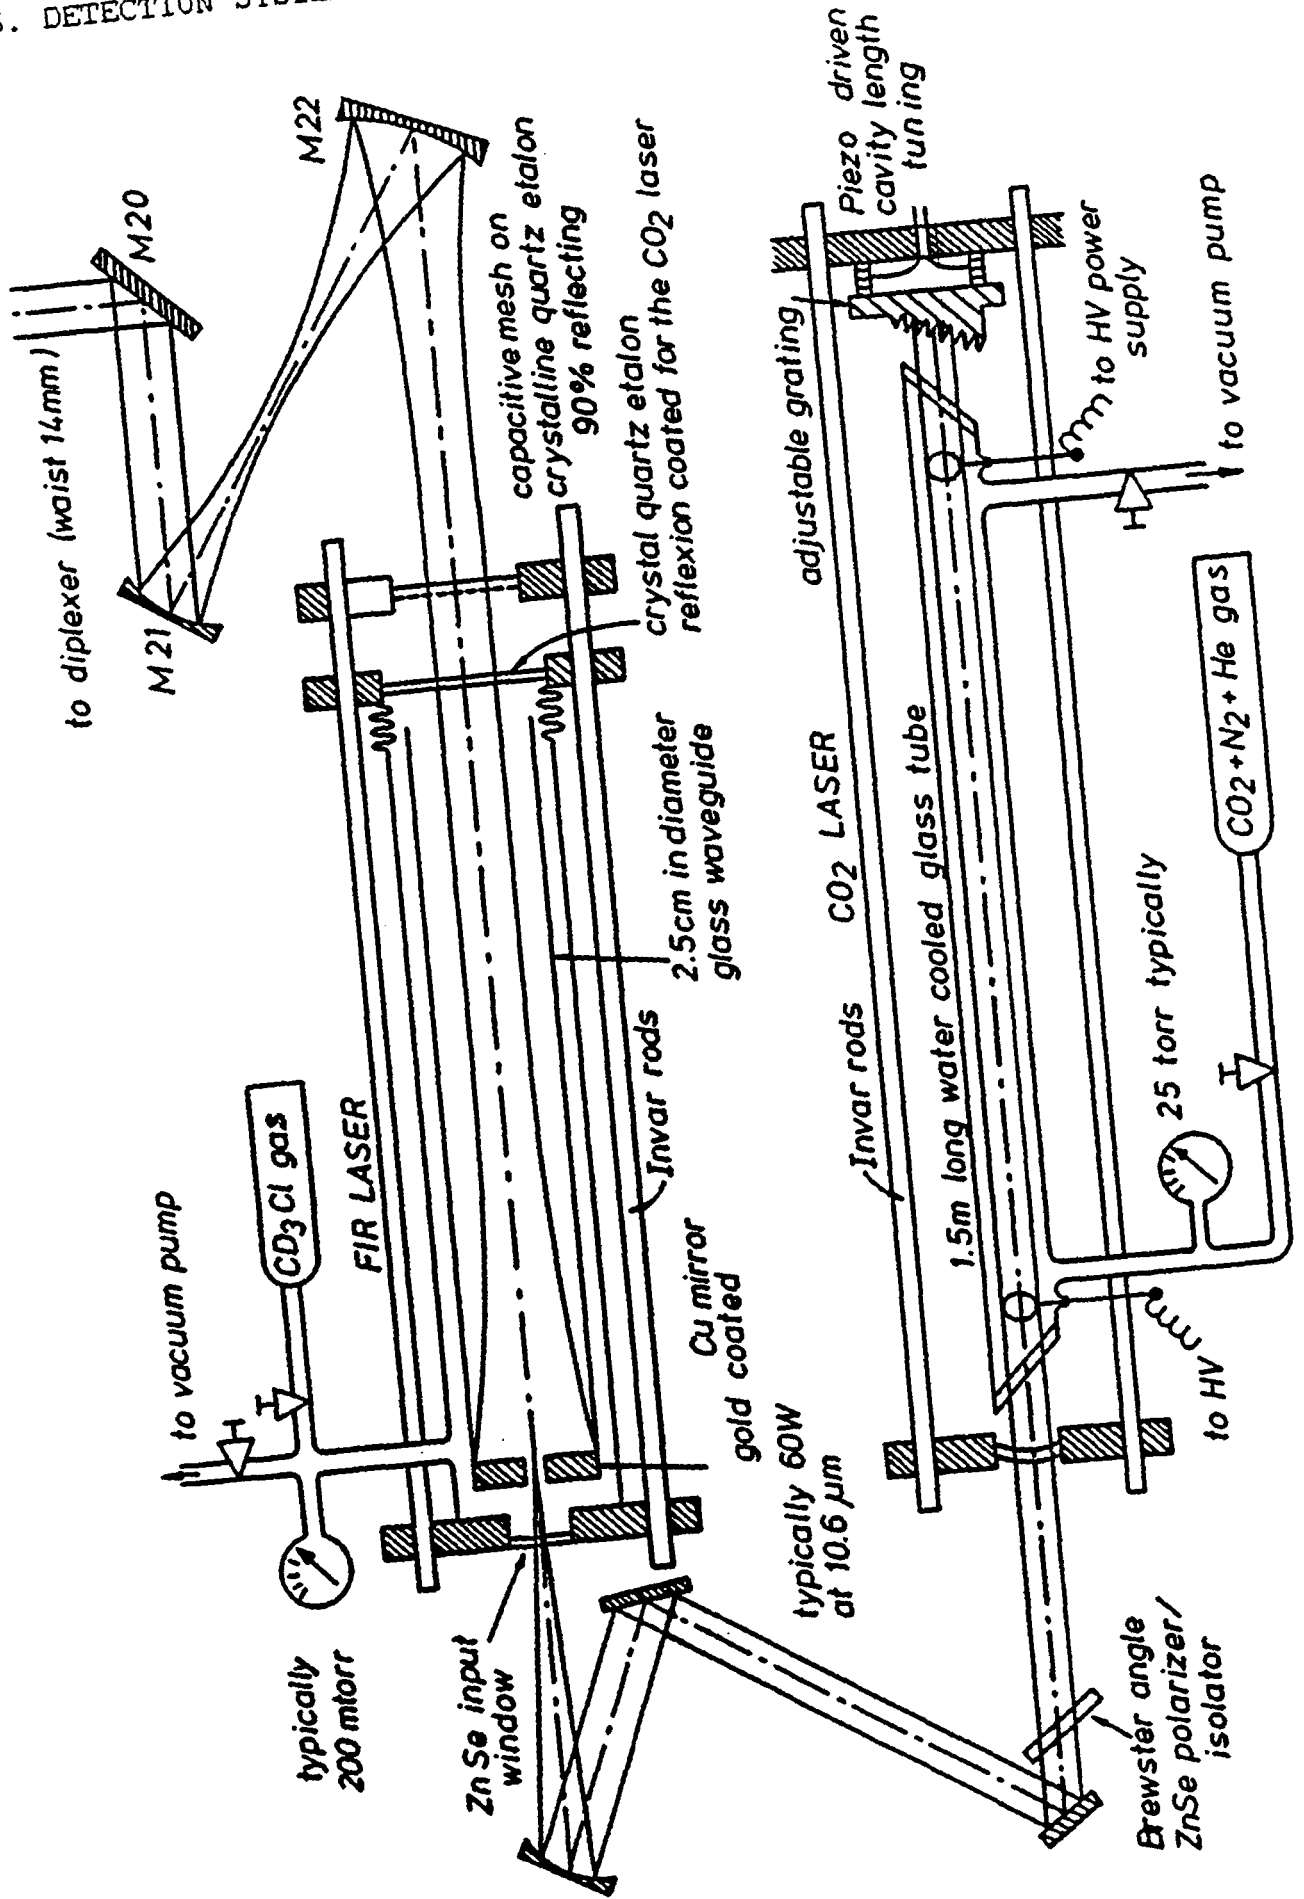 . DETECTION SYSTE
to diplexer (waist 14mm)
M20
M21
M22
capacitive mesh on
crystalline quartz etalon
90% reflecting
crystal quartz etalon
reflexion coated for the CO2 laser
to vacuum pump
CD3Cl gas
FIR LASER
typically
200 mtorr
ZnSe input
window
2.5cm in diameter
glass waveguide
Invar rods
Cu mirror
gold coated
typically 60W
at 10.6 µm
Piezo driven
cavity length
tuning
adjustable grating
CO2 LASER
Invar rods
1.5m long water cooled glass tube
to HV power
supply
to vacuum pump
25 torr typically
CO2+N2+He gas
to HV
Brewster angle
ZnSe polarizer/
isolator